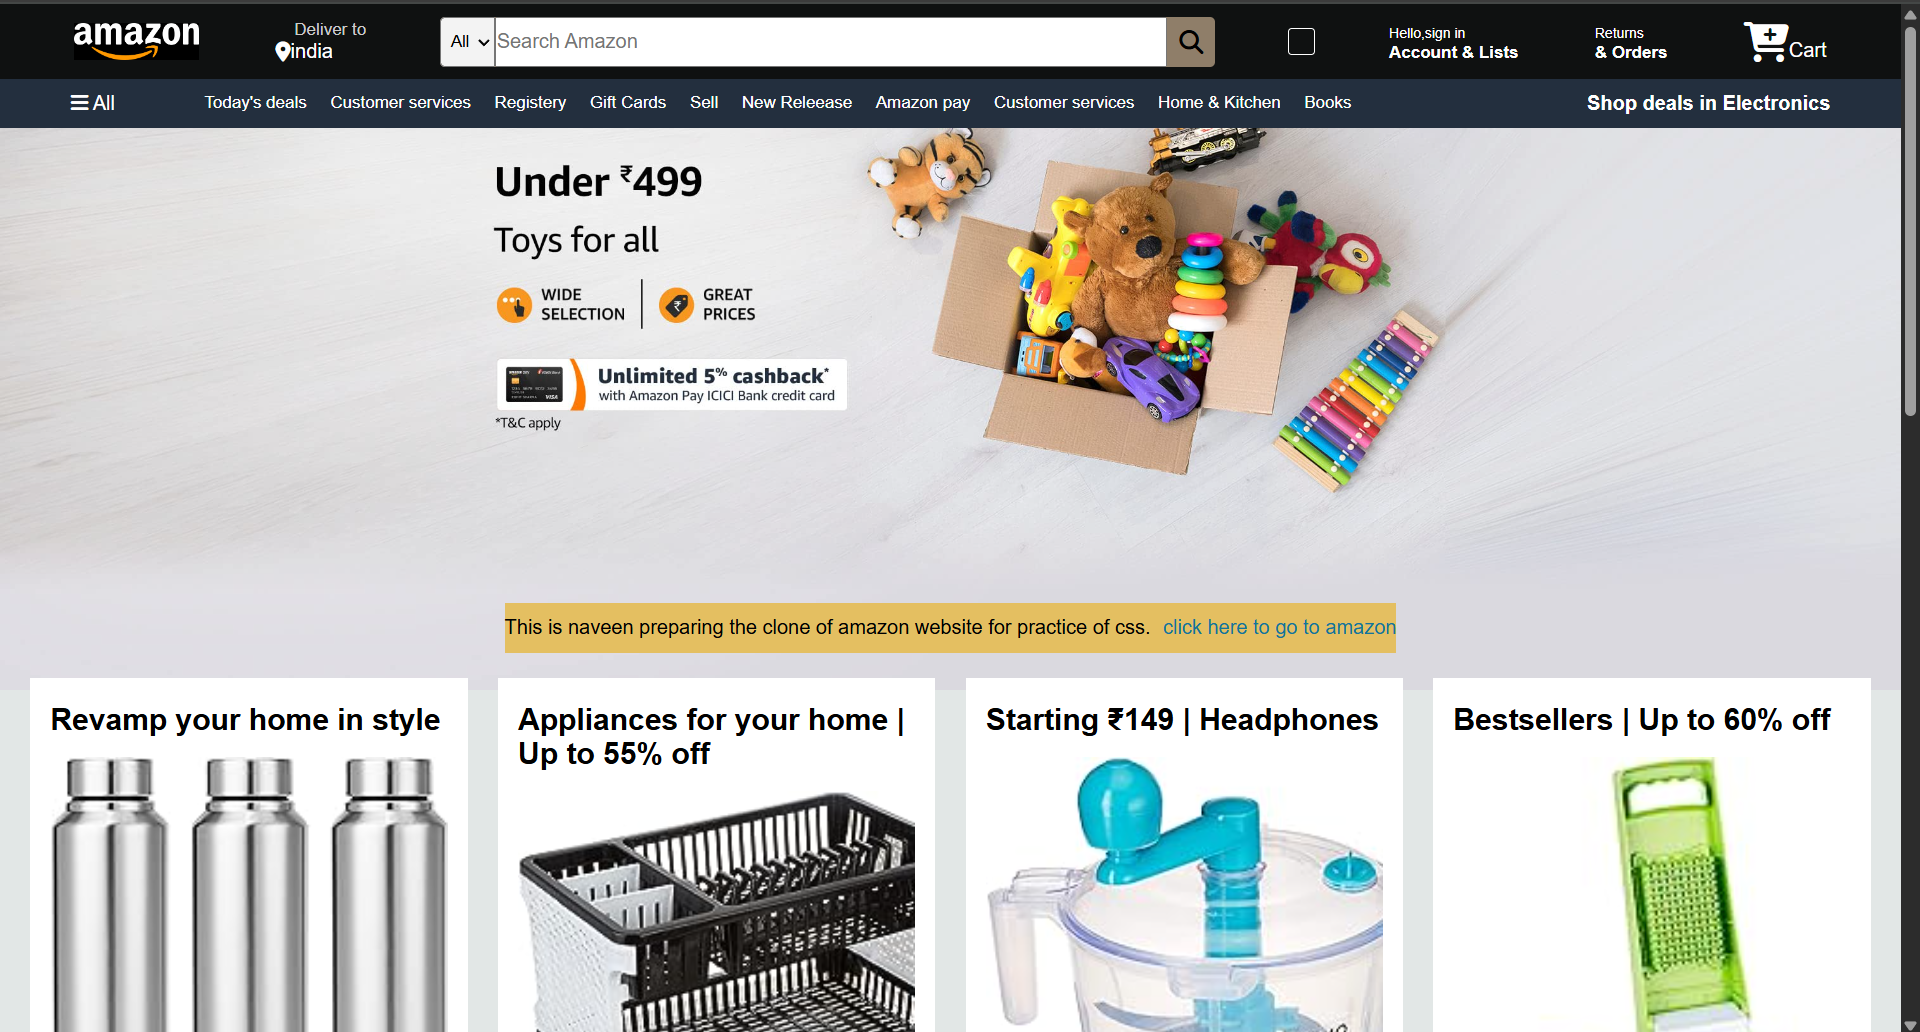 amazon
Deliver to
india
All
Search Amazon
Hello,sign in
Account & Lists
Returns
& Orders
Cart
All
Today's deals
Customer services
Registery
Gift Cards
Sell
New Releease
Amazon pay
Customer services
Home & Kitchen
Books
Shop deals in Electronics
Under ₹499
Toys for all
WIDE
SELECTION
GREAT
PRICES
Unlimited 5% cashback*
with Amazon Pay ICICI Bank credit card
VISA
*T&C apply
This is naveen preparing the clone of amazon website for practice of css. click here to go to amazon
Revamp your home in style
Appliances for your home |
Up to 55% off
Starting ₹149 | Headphones
Bestsellers | Up to 60% off